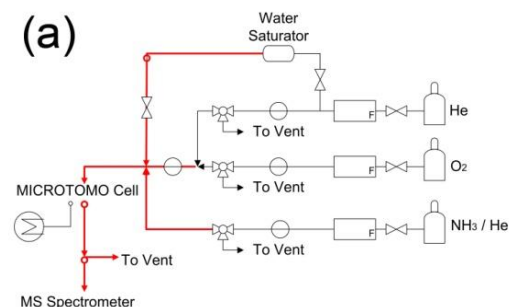 (a)
Water
Saturator
F
He
To Vent
F
O2
To Vent
MICROTOMO Cell
F
NH3 / He
To Vent
To Vent
MS Spectrometer